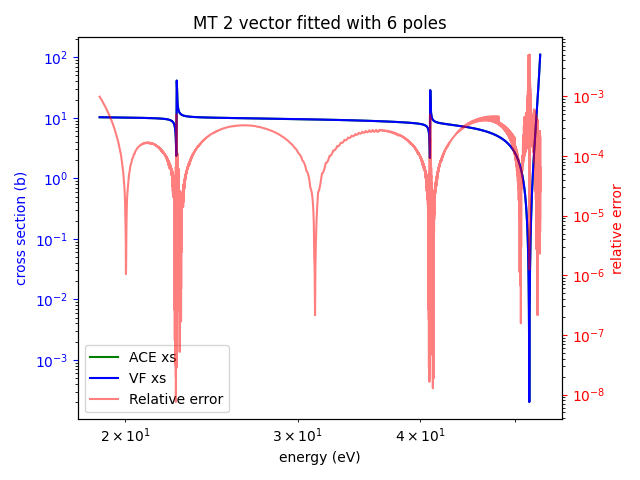 MT 2 vector fitted with 6 poles
10²
10¹
10⁰
10⁻¹
10⁻²
10⁻³
cross section (b)
10⁻³
10⁻⁴
10⁻⁵
10⁻⁶
10⁻⁷
10⁻⁸
relative error
ACE xs
VF xs
Relative error
2 × 10¹
3 × 10¹
4 × 10¹
energy (eV)